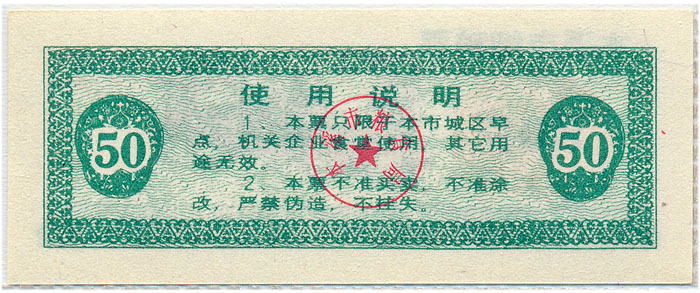 使用说明
50
1、本票只限于本市城区早
点，机关企业食堂使用，其它用
途无效。
2、本票不准买卖，不准涂
改，严禁伪造，不挂失。
50